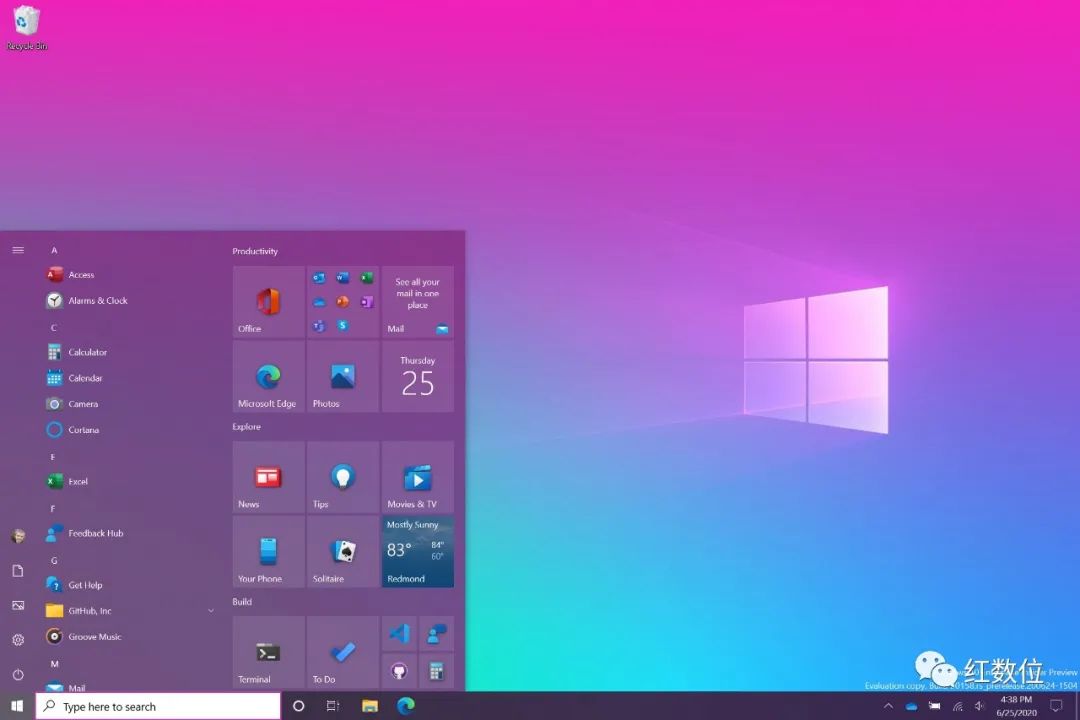 Recycle Bin
A
Access
Alarms & Clock
C
Calculator
Calendar
Camera
Cortana
E
Excel
F
Feedback Hub
G
Get Help
GitHub, Inc
Groove Music
M
Mail
Productivity
Office
See all your
mail in one
place
Mail
Microsoft Edge
Photos
Thursday
25
Explore
News
Tips
Movies & TV
Your Phone
Solitaire
Mostly Sunny
83°
84°
60°
Redmond
Build
Terminal
To Do
红数位
Preview
Evaluation copy.
20158.rs_prerelease.200624-1504
Type here to search
4:38 PM
6/25/2020